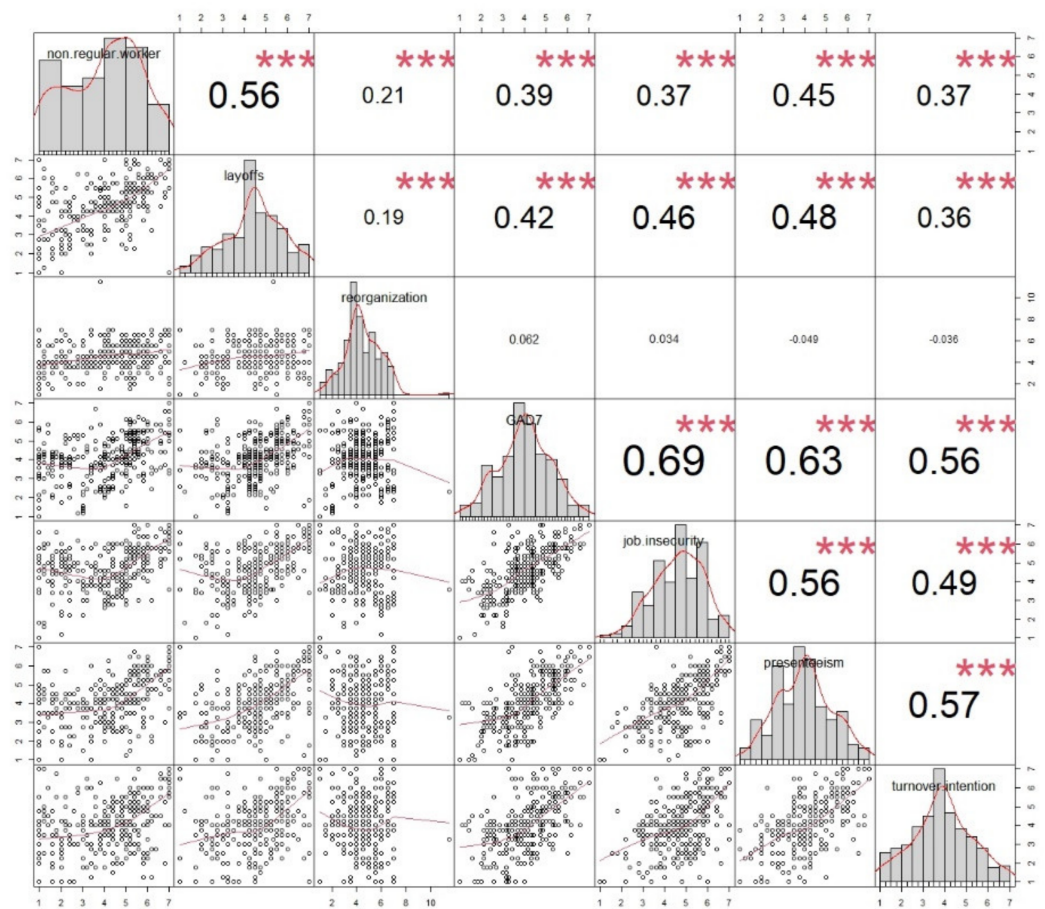 1 2 3 4 5 6 7 1 2 3 4 5 6 7 1 2 3 4 5 6 7
non.regular.worker *** *** *** *** *** ***
0.56 0.21 0.39 0.37 0.45 0.37
1 2 3 4 5 6 7
layoffs *** *** *** *** ***
1 2 3 4 5 6 7 0.19 0.42 0.46 0.48 0.36
reorganization
0.062 0.034 -0.049 -0.036
2 4 6 8 10
GAD7 *** *** ***
1 2 3 4 5 6 7 0.69 0.63 0.56
job.insecurity *** ***
0.56 0.49 1 2 3 4 5 6 7
presenteeism ***
1 2 3 4 5 6 7 0.57
turnover.intention
1 2 3 4 5 6 7
1 2 3 4 5 6 7 2 4 6 8 10 1 2 3 4 5 6 7 1 2 3 4 5 6 7